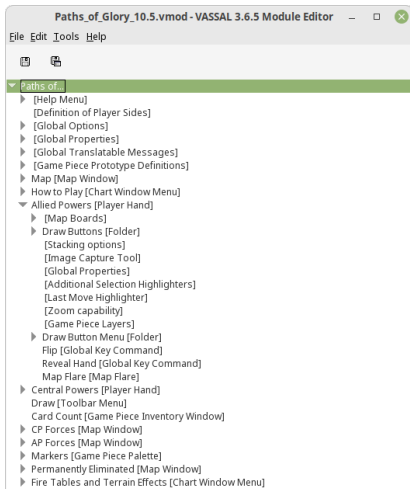 Paths_of_Glory_10.5.vmod - VASSAL 3.6.5 Module Editor
File Edit Tools Help
Paths of...
[Help Menu]
[Definition of Player Sides]
[Global Options]
[Global Properties]
[Global Translatable Messages]
[Game Piece Prototype Definitions]
Map [Map Window]
How to Play [Chart Window Menu]
Allied Powers [Player Hand]
[Map Boards]
Draw Buttons [Folder]
[Stacking options]
[Image Capture Tool]
[Global Properties]
[Additional Selection Highlighters]
[Last Move Highlighter]
[Zoom capability]
[Game Piece Layers]
Draw Button Menu [Folder]
Flip [Global Key Command]
Reveal Hand [Global Key Command]
Map Flare [Map Flare]
Central Powers [Player Hand]
Draw [Toolbar Menu]
Card Count [Game Piece Inventory Window]
CP Forces [Map Window]
AP Forces [Map Window]
Markers [Game Piece Palette]
Permanently Eliminated [Map Window]
Fire Tables and Terrain Effects [Chart Window Menu]